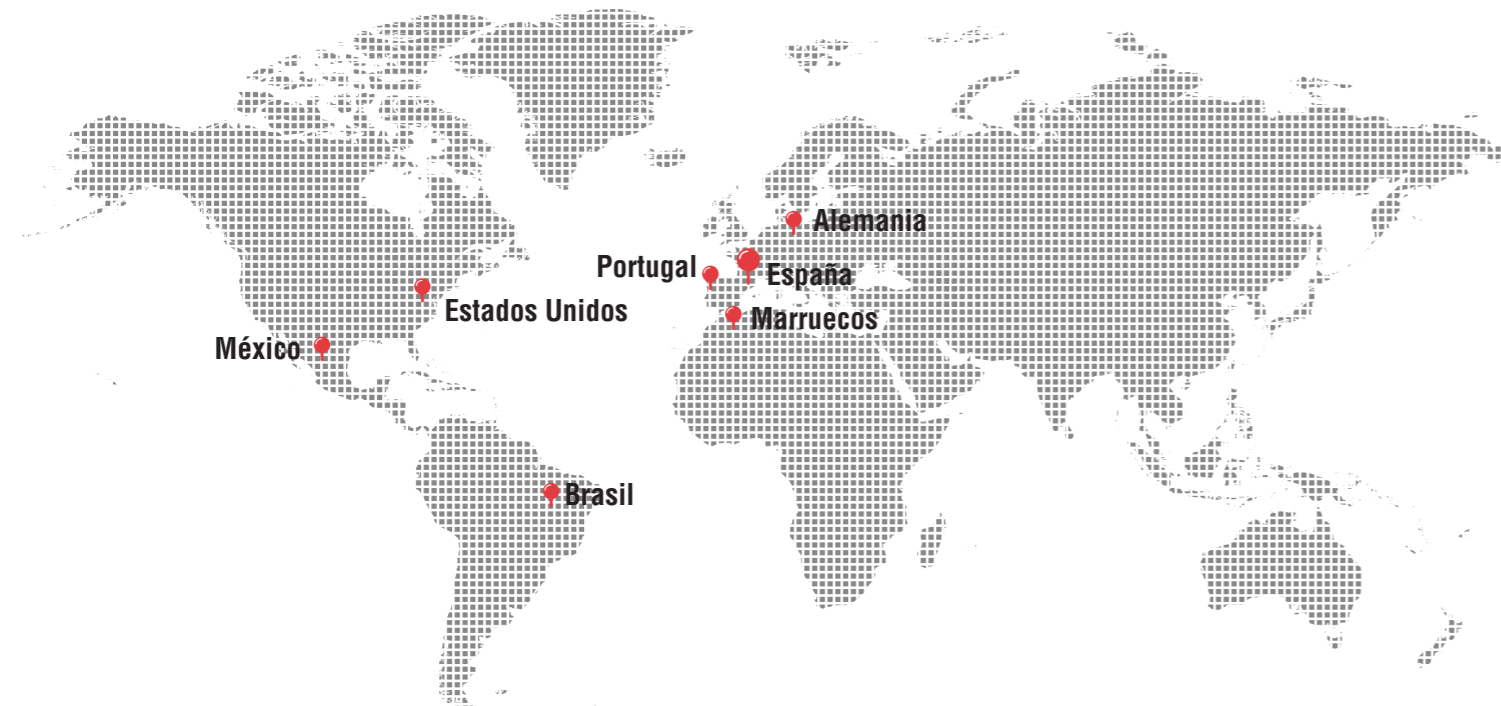 Alemania
Portugal
España
Estados Unidos
Marruecos
México
Brasil